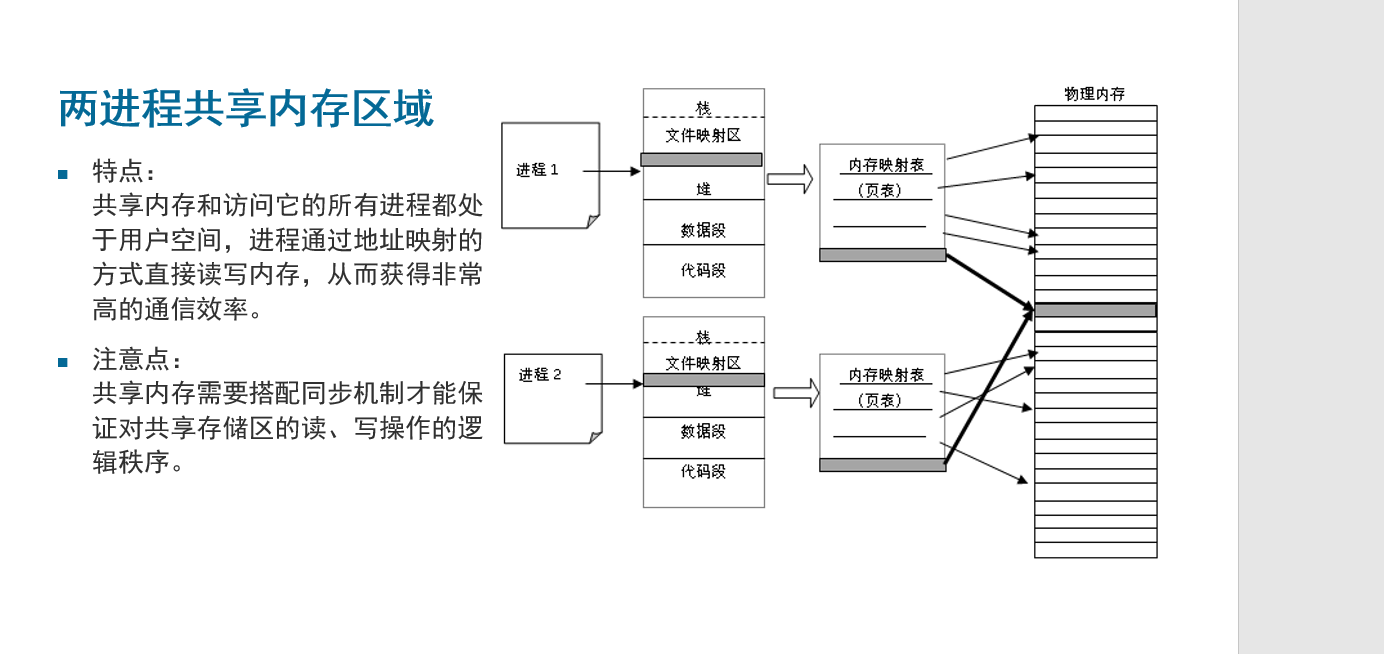 两进程共享内存区域
特点：
共享内存和访问它的所有进程都处
于用户空间，进程通过地址映射的
方式直接读写内存，从而获得非常
高的通信效率。
注意点：
共享内存需要搭配同步机制才能保
证对共享存储区的读、写操作的逻
辑秩序。
进程 1
栈
文件映射区
堆
数据段
代码段
内存映射表
（页表）
物理内存
进程 2
栈
文件映射区
堆
数据段
代码段
内存映射表
（页表）